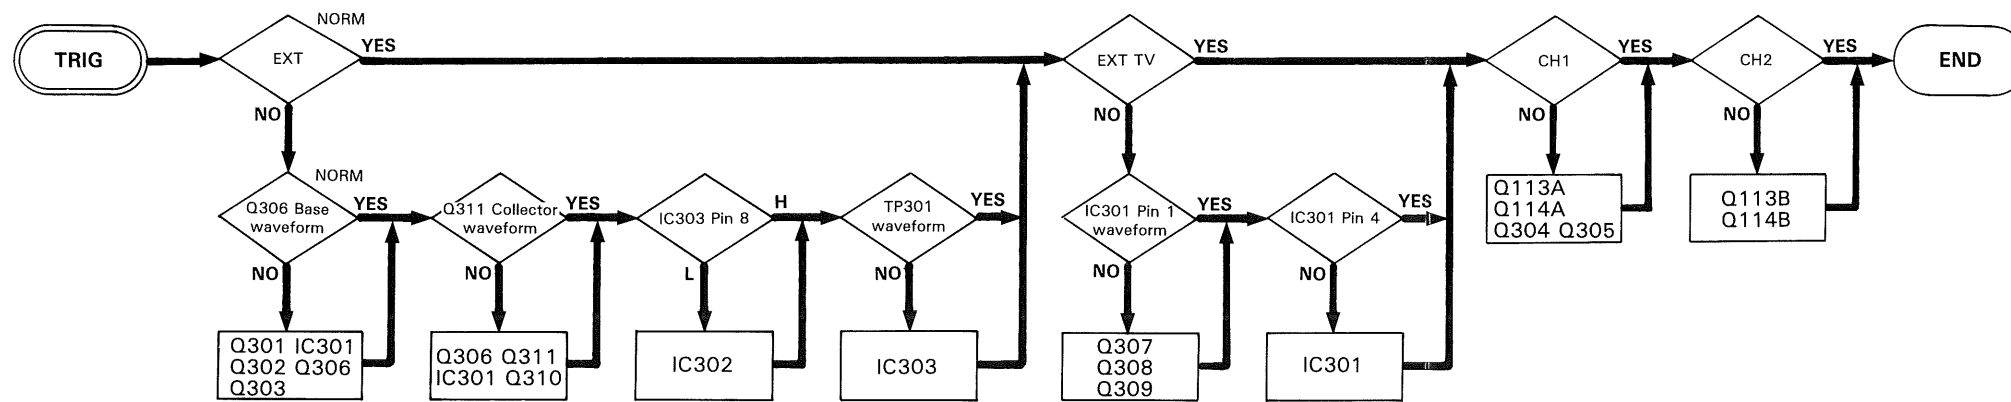 TRIG
NORM
EXT
YES
NO
NORM
Q306 Base
waveform
YES
NO
Q301 IC301
Q302 Q306
Q303
Q311 Collector
waveform
YES
NO
Q306 Q311
IC301 Q310
IC303 Pin 8
H
L
IC302
TP301
waveform
YES
NO
IC303
EXT TV
YES
NO
IC301 Pin 1
waveform
YES
NO
Q307
Q308
Q309
IC301 Pin 4
YES
NO
IC301
CH1
YES
NO
Q113A
Q114A
Q304 Q305
CH2
YES
NO
Q113B
Q114B
END